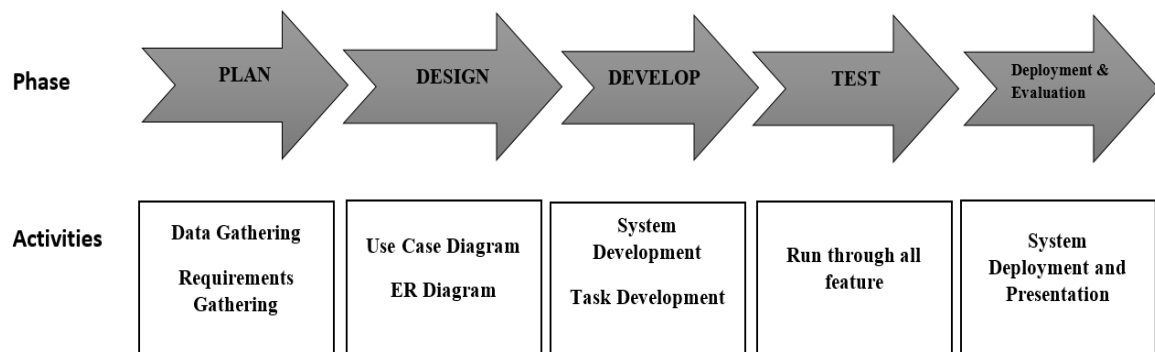 Phase
PLAN
DESIGN
DEVELOP
TEST
Deployment &
Evaluation
Activities
Data Gathering
Requirements
Gathering
Use Case Diagram
ER Diagram
System
Development
Task Development
Run through all
feature
System
Deployment and
Presentation